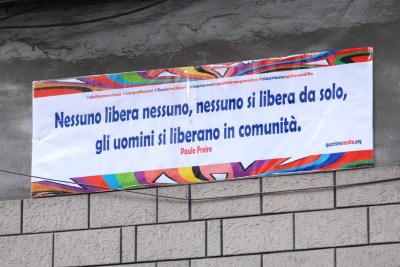 Nessuno libera nessuno, nessuno si libera da solo,
gli uomini si liberano in comunità.
Paulo Freire